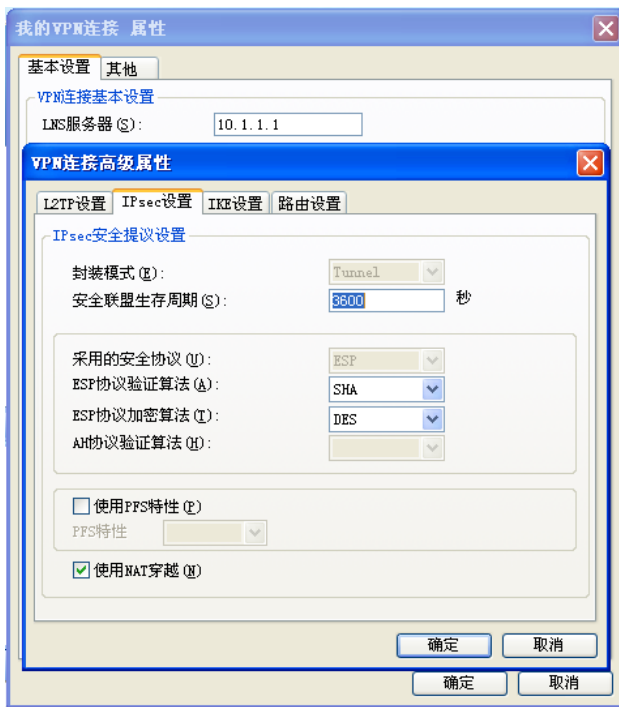 我的VPN连接 属性
基本设置 其他
VPN连接基本设置
LNS服务器(S): 10.1.1.1
VPN连接高级属性
L2TP设置 IPsec设置 IKE设置 路由设置
IPsec安全提议设置
封装模式(E): Tunnel
安全联盟生存周期(S): 3600 秒
采用的安全协议(U): ESP
ESP协议验证算法(A): SHA
ESP协议加密算法(T): DES
AH协议验证算法(H):
使用PFS特性(P)
PFS特性
使用NAT穿越(N)
确定 取消
确定 取消